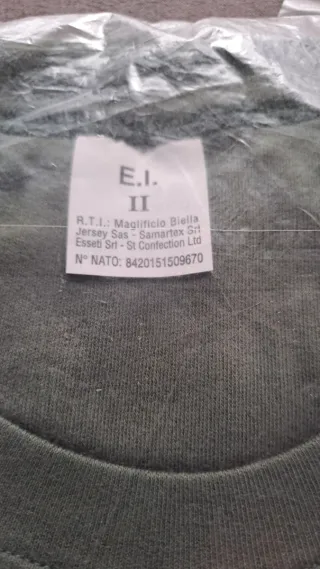 E.I.
II
R.T.I.: Maglificio Biella
Jersey Sas - Samartex Srl
Esseti Srl - St Confection Ltd
N° NATO: 8420151509670